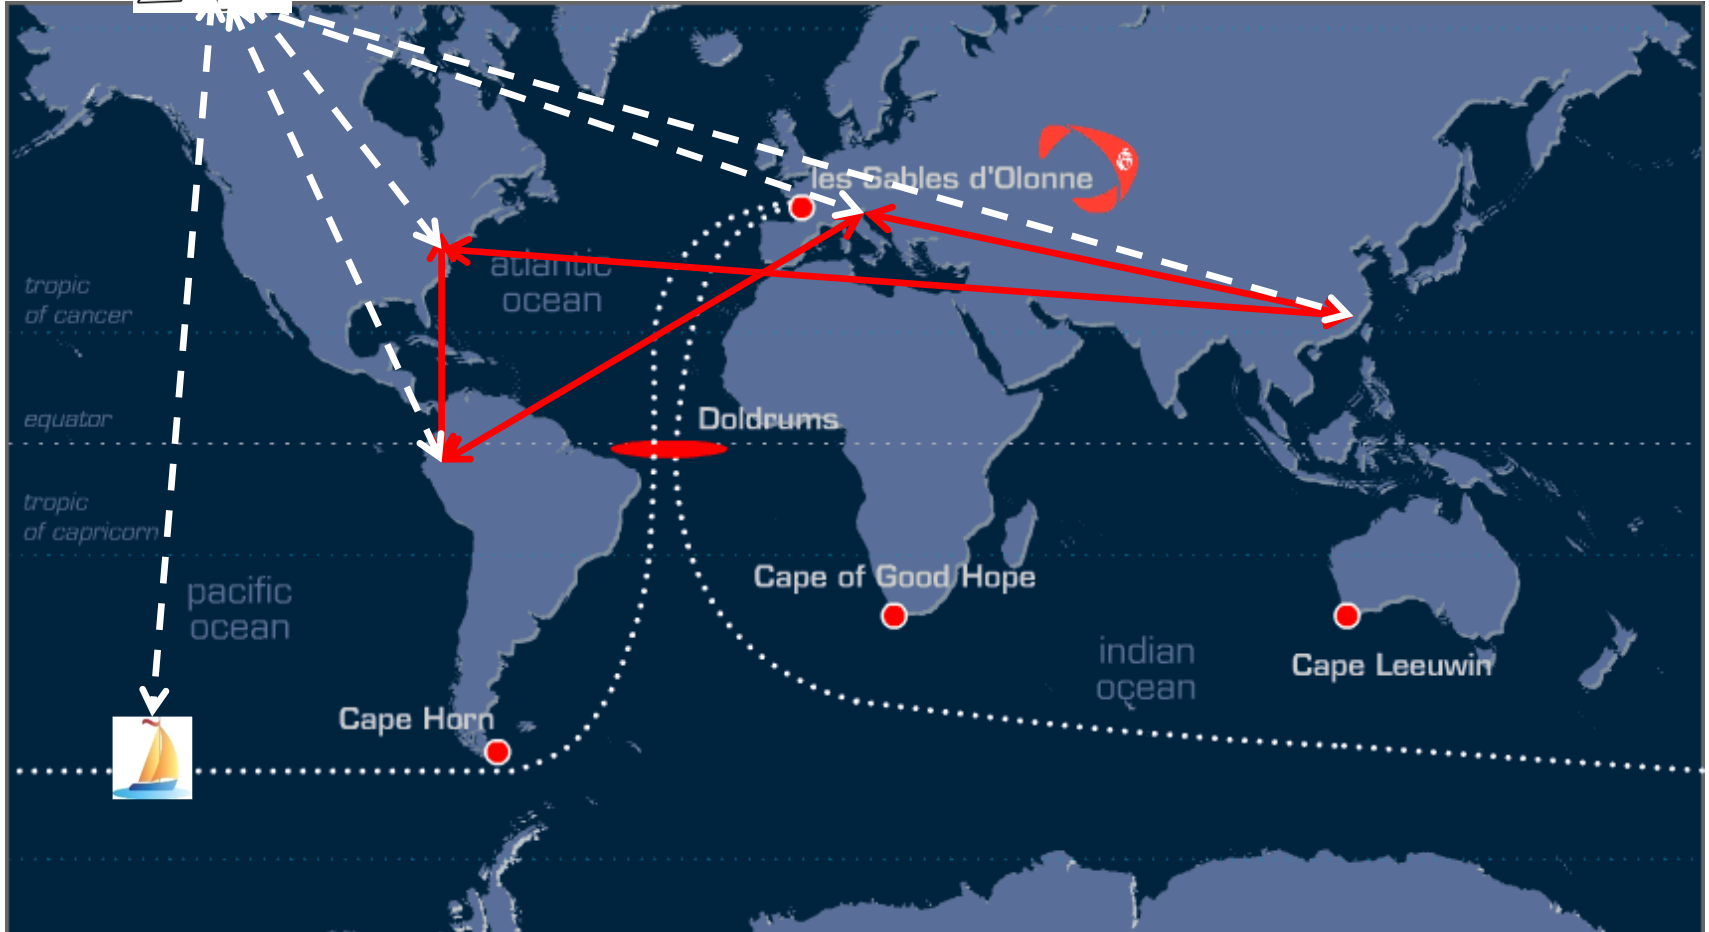 les Sables d'Olonne
atlantic
ocean
tropic
of cancer
equator
Doldrums
tropic
of capricorn
Cape of Good Hope
pacific
ocean
indian
ocean
Cape Leeuwin
Cape Horn